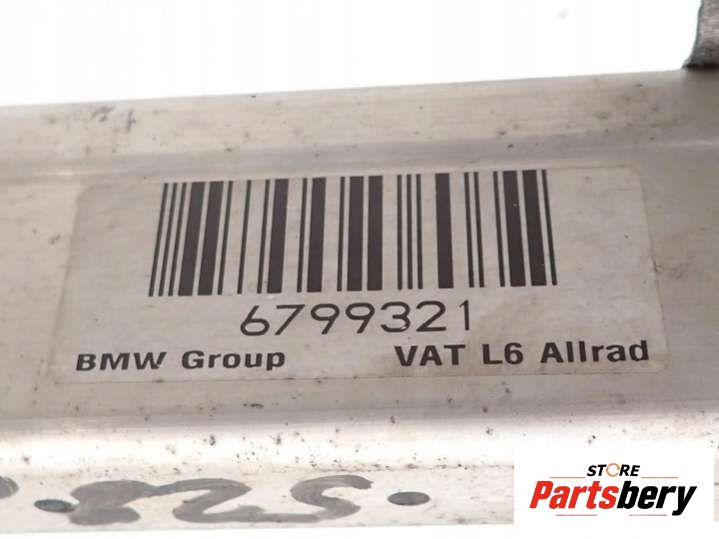 6799321
BMW Group VAT L6 Allrad
STORE
Partsbery